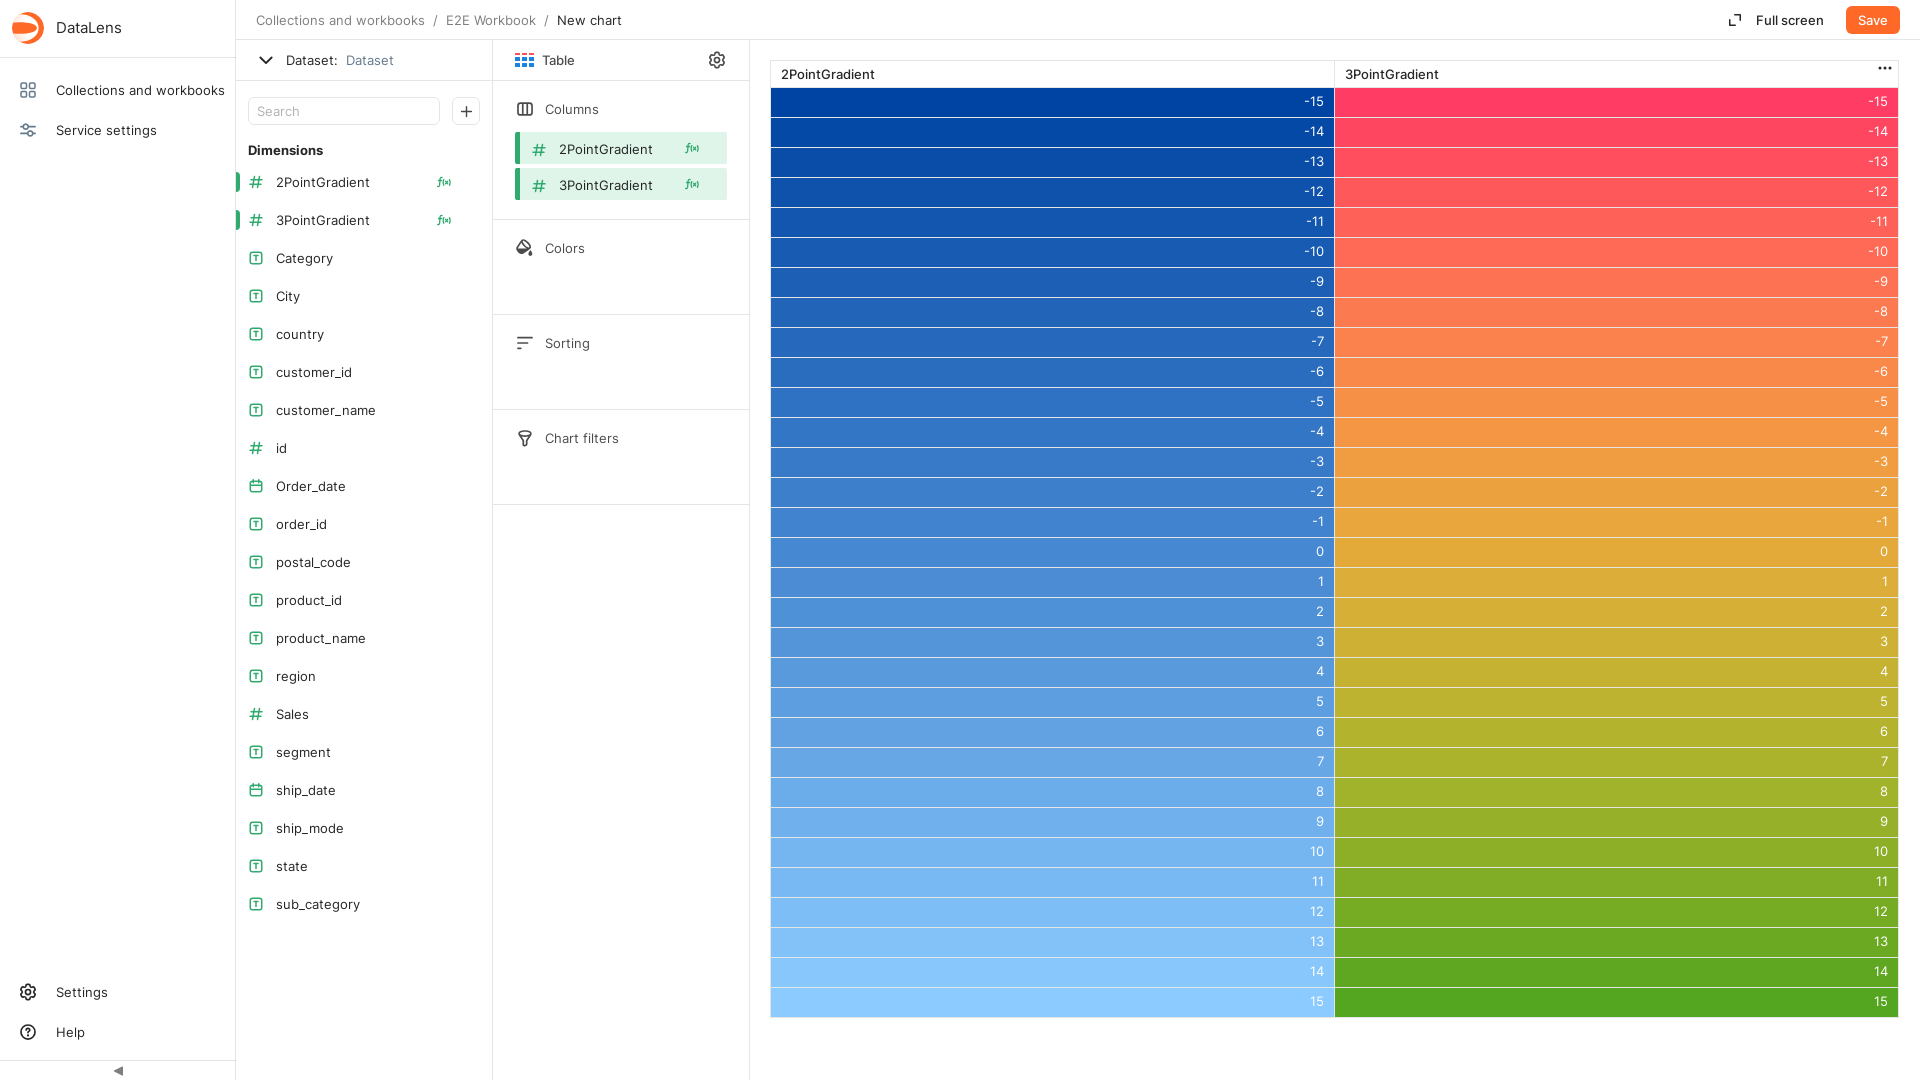 DataLens
Collections and workbooks
Service settings
Settings
Help
Collections and workbooks / E2E Workbook / New chart
Full screen
Save
Dataset: Dataset
Search
Dimensions
2PointGradient
3PointGradient
Category
City
country
customer_id
customer_name
id
Order_date
order_id
postal_code
product_id
product_name
region
Sales
segment
ship_date
ship_mode
state
sub_category
Table
Columns
2PointGradient
3PointGradient
Colors
Sorting
Chart filters
2PointGradient 3PointGradient
-15 -15
-14 -14
-13 -13
-12 -12
-11 -11
-10 -10
-9 -9
-8 -8
-7 -7
-6 -6
-5 -5
-4 -4
-3 -3
-2 -2
-1 -1
0 0
1 1
2 2
3 3
4 4
5 5
6 6
7 7
8 8
9 9
10 10
11 11
12 12
13 13
14 14
15 15